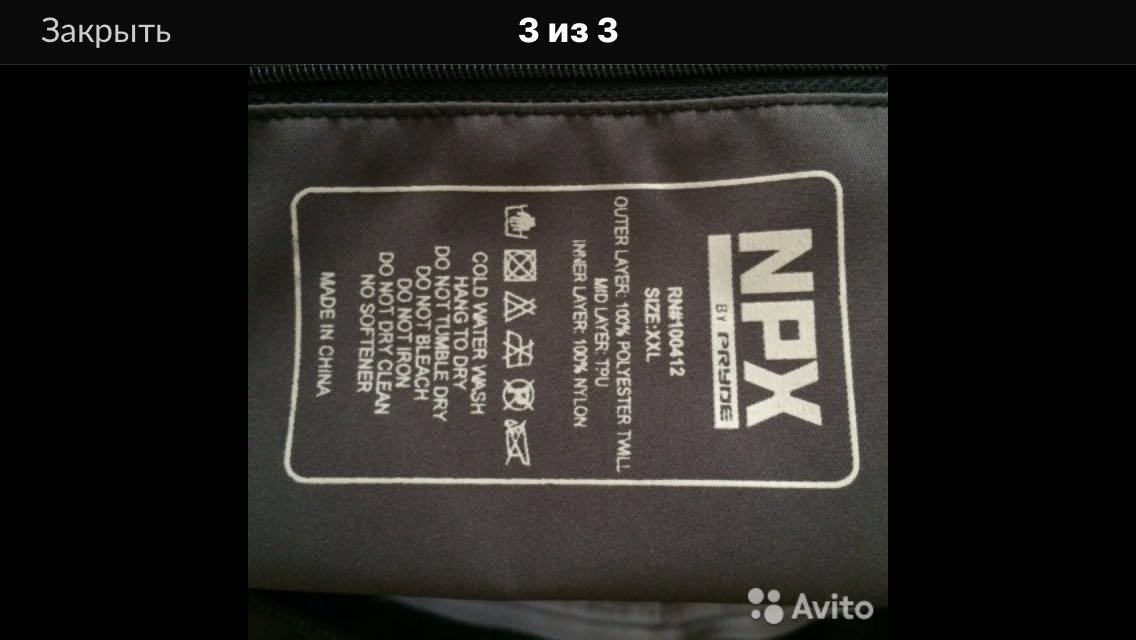 Закрыть
3 из 3
NPX
BY PRYDE
RN#100412
SIZE:XXL
OUTER LAYER: 100% POLYESTER TWILL
MID LAYER: TPU
INNER LAYER: 100% NYLON
COLD WATER WASH
HANG TO DRY
DO NOT TUMBLE DRY
DO NOT BLEACH
DO NOT IRON
DO NOT DRY CLEAN
NO SOFTENER
MADE IN CHINA
Avito